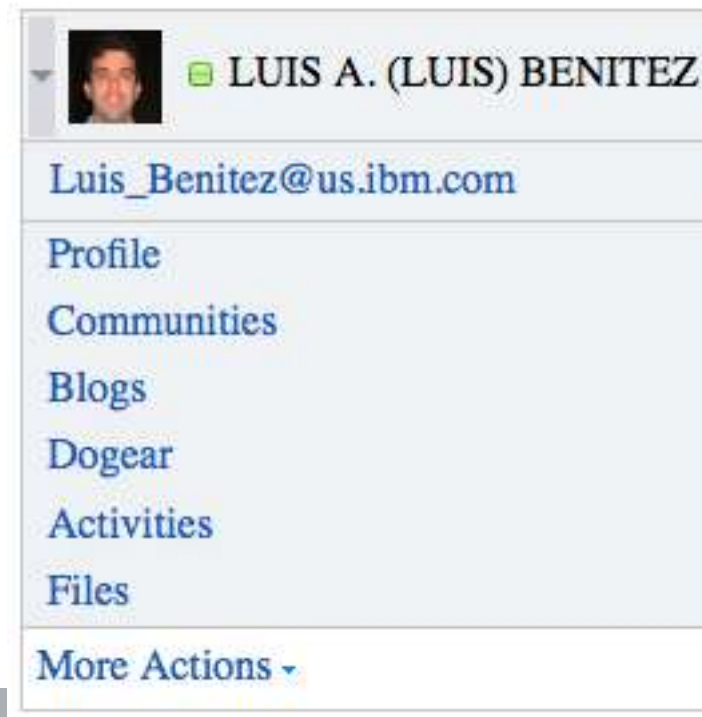 LUIS A. (LUIS) BENITEZ
Luis_Benitez@us.ibm.com
Profile
Communities
Blogs
Dogear
Activities
Files
More Actions